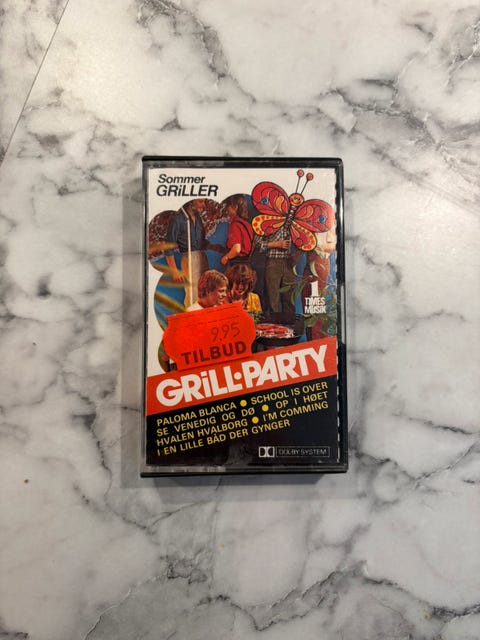 Sommer
GRiLLER
1
TIMES
MUSIK
9.95
TILBUD
GRiLL•PARTY
PALOMA BLANCA ● SCHOOL IS OVER
SE VENEDIG OG DØ ● OP I HØET
HVALEN HVALBORG ● I'M COMMING
I EN LILLE BÅD DER GYNGER
DOLBY SYSTEM